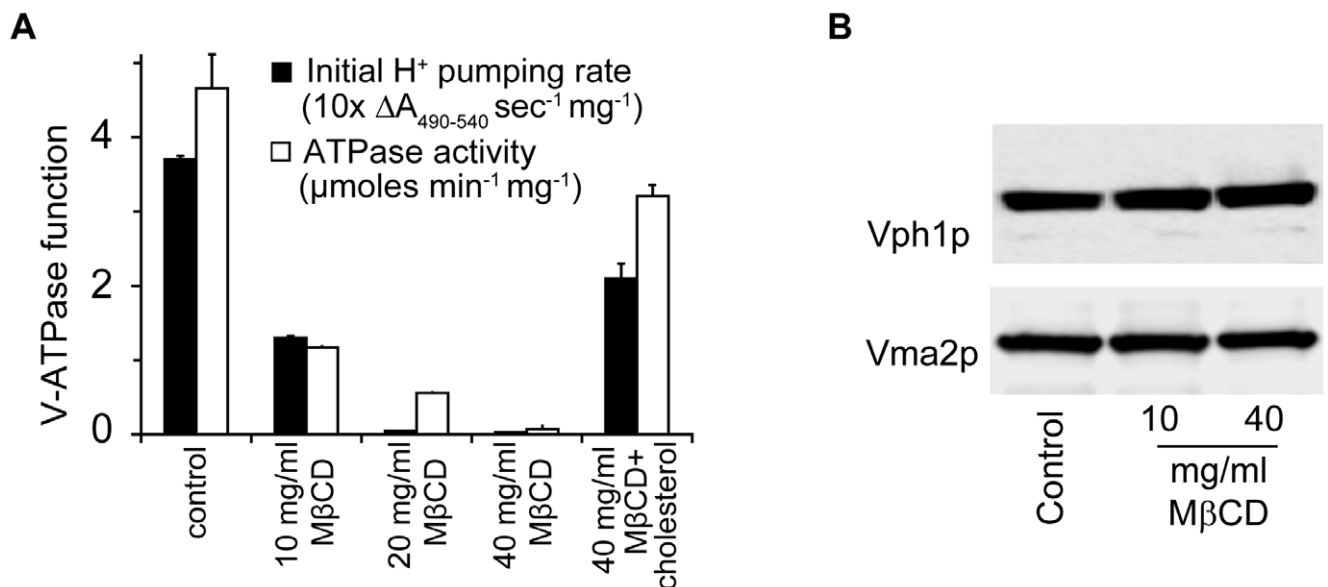 A
V-ATPase function
4
2
0
Initial H⁺ pumping rate
(10x ΔA₄₉₀₋₅₄₀ sec⁻¹ mg⁻¹)
ATPase activity
(μmoles min⁻¹ mg⁻¹)
control
10 mg/ml
MβCD
20 mg/ml
MβCD
40 mg/ml
MβCD
40 mg/ml
MβCD+
cholesterol
B
Vph1p
Vma2p
Control
10 40
mg/ml
MβCD